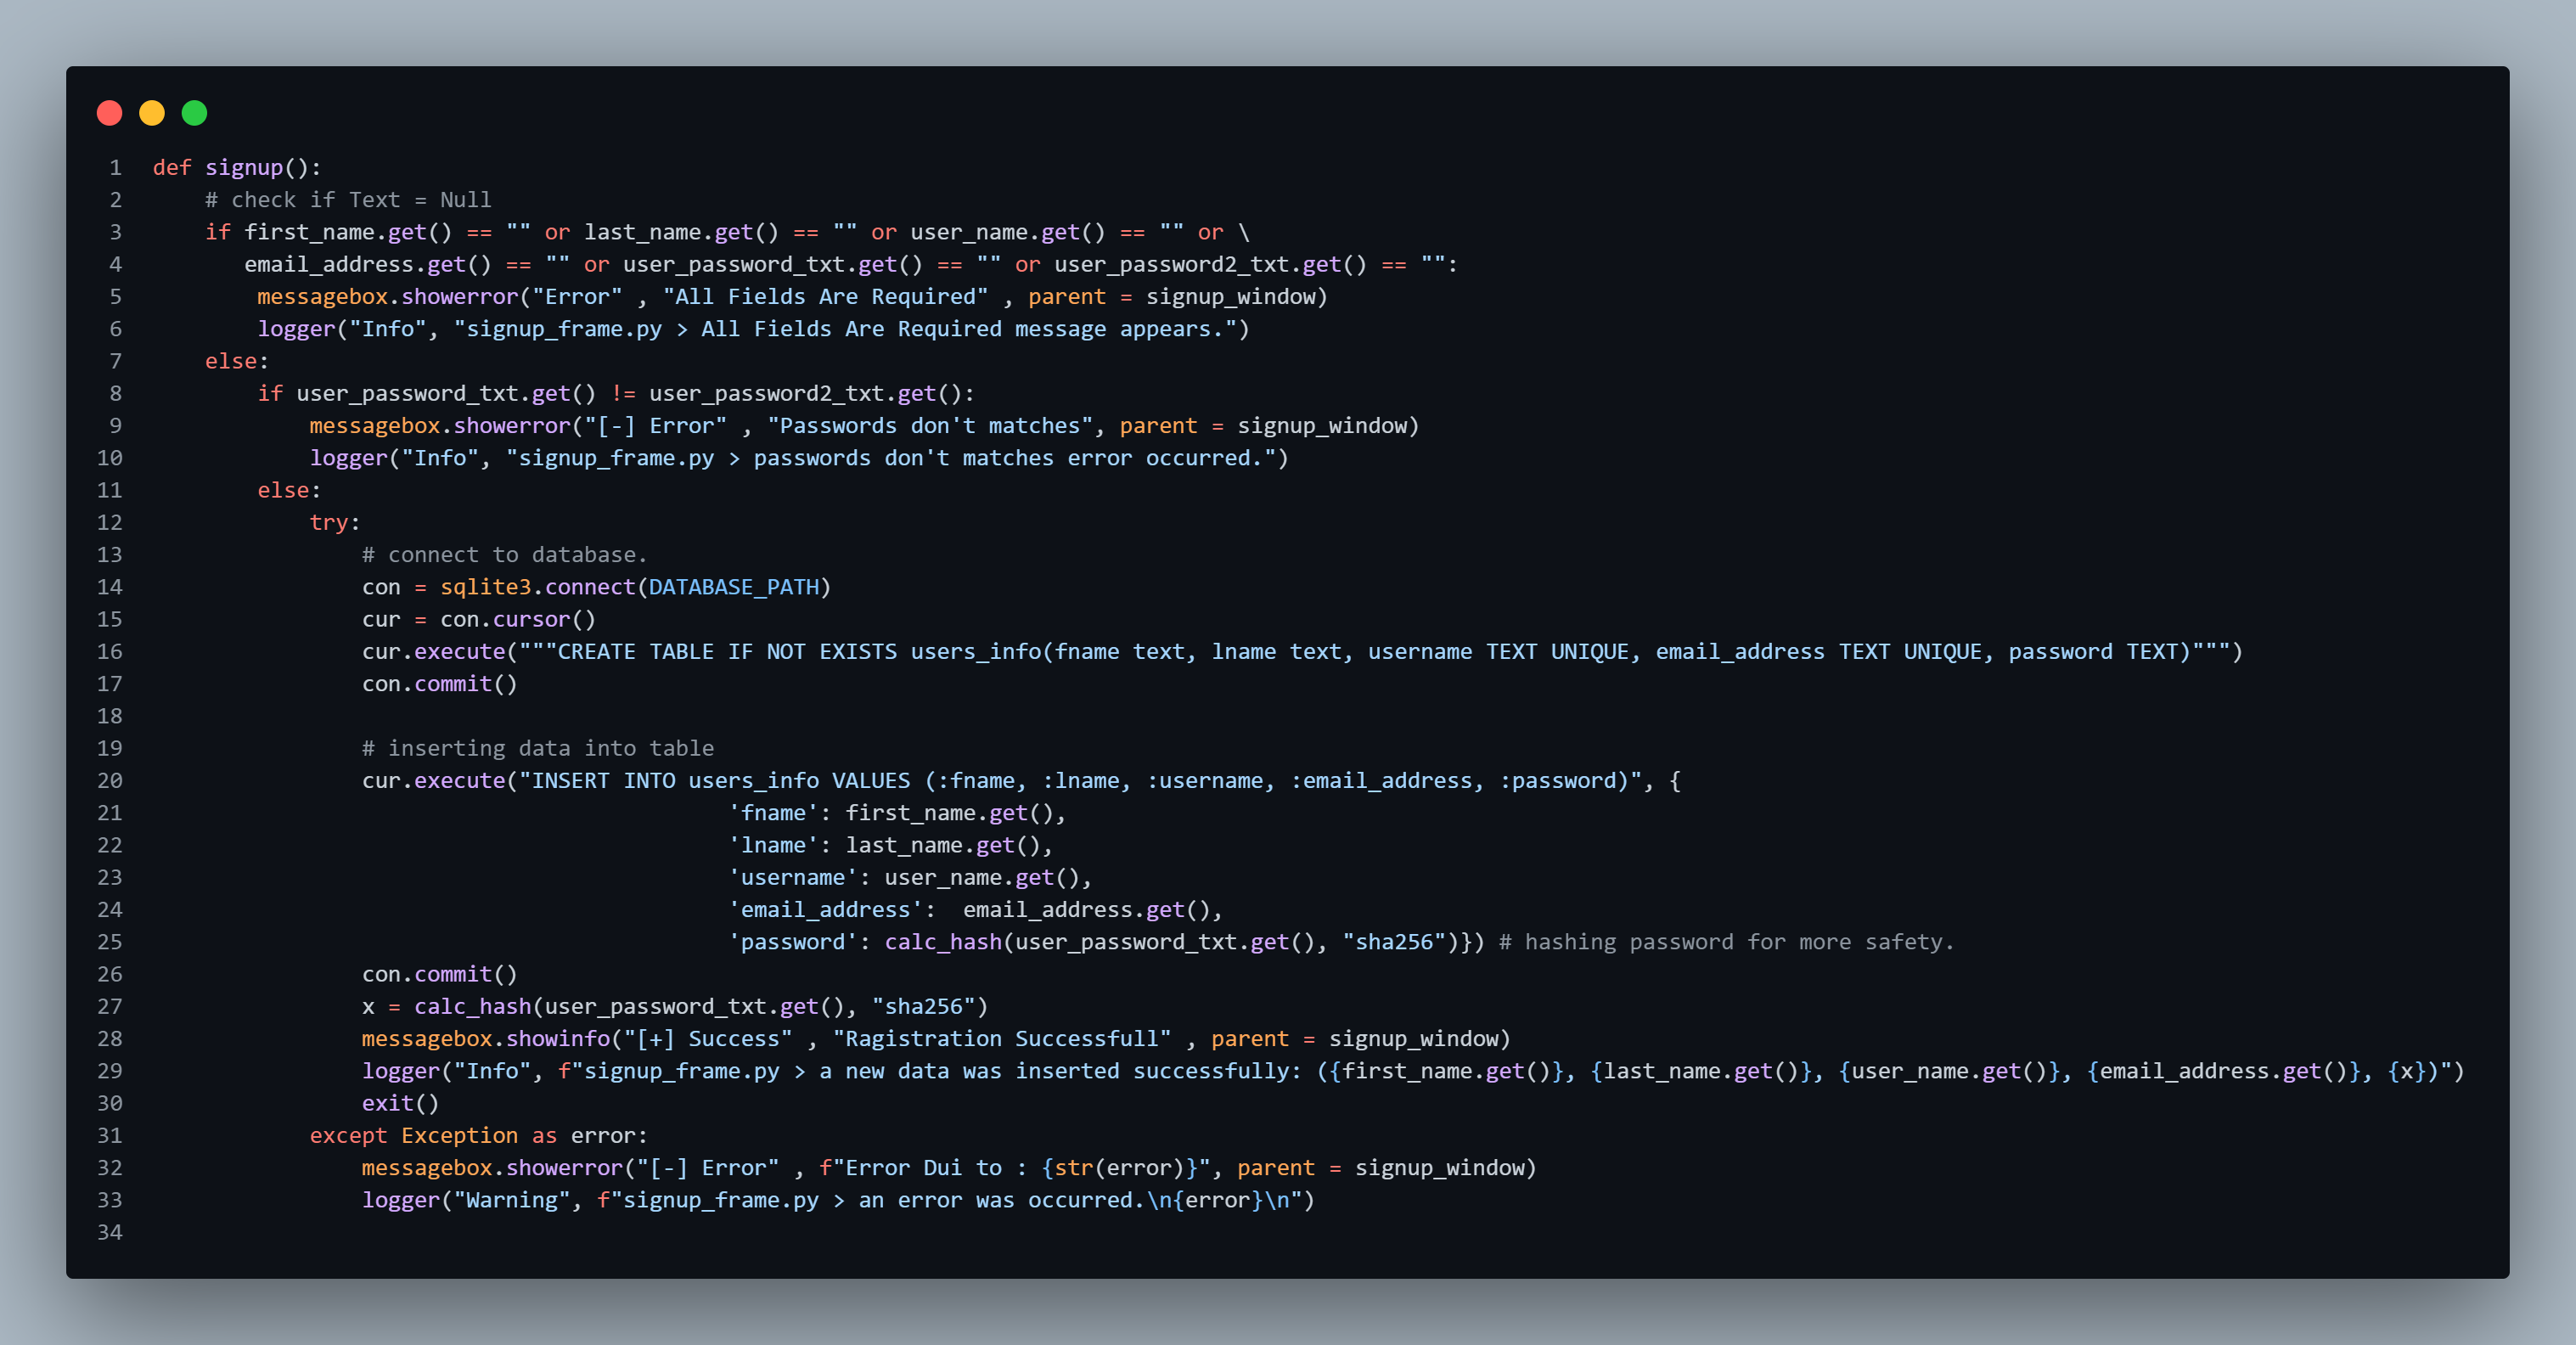 1 def signup():
2     # check if Text = Null
3     if first_name.get() == "" or last_name.get() == "" or user_name.get() == "" or \
4        email_address.get() == "" or user_password_txt.get() == "" or user_password2_txt.get() == "":
5         messagebox.showerror("Error" , "All Fields Are Required" , parent = signup_window)
6         logger("Info", "signup_frame.py > All Fields Are Required message appears.")
7     else:
8         if user_password_txt.get() != user_password2_txt.get():
9             messagebox.showerror("[-] Error" , "Passwords don't matches", parent = signup_window)
10             logger("Info", "signup_frame.py > passwords don't matches error occurred.")
11         else:
12             try:
13                 # connect to database.
14                 con = sqlite3.connect(DATABASE_PATH)
15                 cur = con.cursor()
16                 cur.execute("""CREATE TABLE IF NOT EXISTS users_info(fname text, lname text, username TEXT UNIQUE, email_address TEXT UNIQUE, password TEXT)""")
17                 con.commit()
18
19                 # inserting data into table
20                 cur.execute("INSERT INTO users_info VALUES (:fname, :lname, :username, :email_address, :password)", {
21                                             'fname': first_name.get(),
22                                             'lname': last_name.get(),
23                                             'username': user_name.get(),
24                                             'email_address':  email_address.get(),
25                                             'password': calc_hash(user_password_txt.get(), "sha256")}) # hashing password for more safety.
26                 con.commit()
27                 x = calc_hash(user_password_txt.get(), "sha256")
28                 messagebox.showinfo("[+] Success" , "Ragistration Successfull" , parent = signup_window)
29                 logger("Info", f"signup_frame.py > a new data was inserted successfully: ({first_name.get()}, {last_name.get()}, {user_name.get()}, {email_address.get()}, {x})")
30                 exit()
31             except Exception as error:
32                 messagebox.showerror("[-] Error" , f"Error Dui to : {str(error)}", parent = signup_window)
33                 logger("Warning", f"signup_frame.py > an error was occurred.\n{error}\n")
34